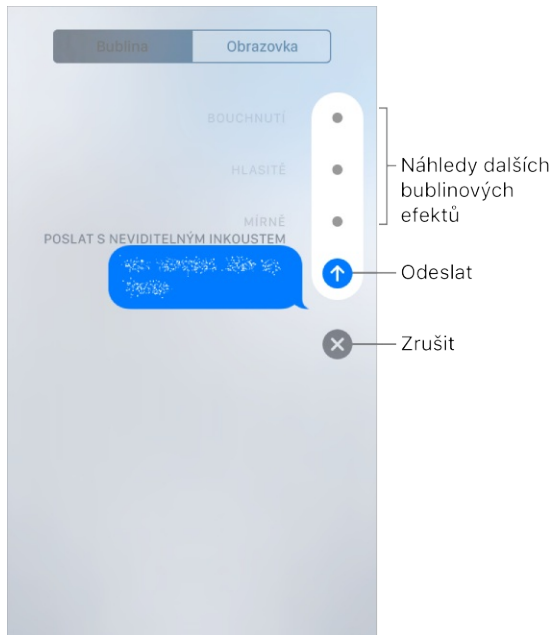 Bublina Obrazovka
BOUCHNUTÍ
HLASITĚ
MÍRNĚ
POSLAT S NEVIDITELNÝM INKOUSTEM
Náhledy dalších
bublinových
efektů
Odeslat
Zrušit